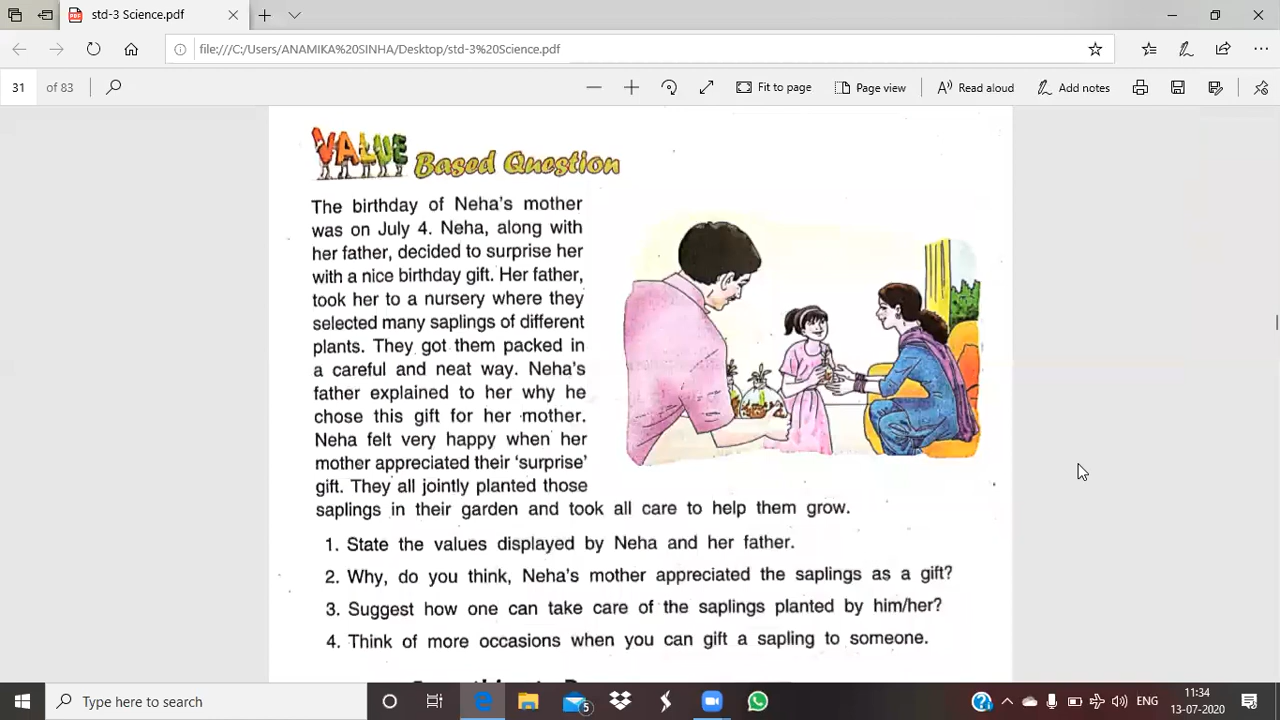 std-3 Science.pdf
file:///C:/Users/ANAMIKA%20SINHA/Desktop/std-3%20Science.pdf
31 of 83
Fit to page
Page view
Read aloud
Add notes
VALUE Based Question
The birthday of Neha's mother
was on July 4. Neha, along with
her father, decided to surprise her
with a nice birthday gift. Her father,
took her to a nursery where they
selected many saplings of different
plants. They got them packed in
a careful and neat way. Neha's
father explained to her why he
chose this gift for her mother.
Neha felt very happy when her
mother appreciated their 'surprise'
gift. They all jointly planted those
saplings in their garden and took all care to help them grow.
1. State the values displayed by Neha and her father.
2. Why, do you think, Neha's mother appreciated the saplings as a gift?
3. Suggest how one can take care of the saplings planted by him/her?
4. Think of more occasions when you can gift a sapling to someone.
Type here to search
5
ENG
11:34
13-07-2020